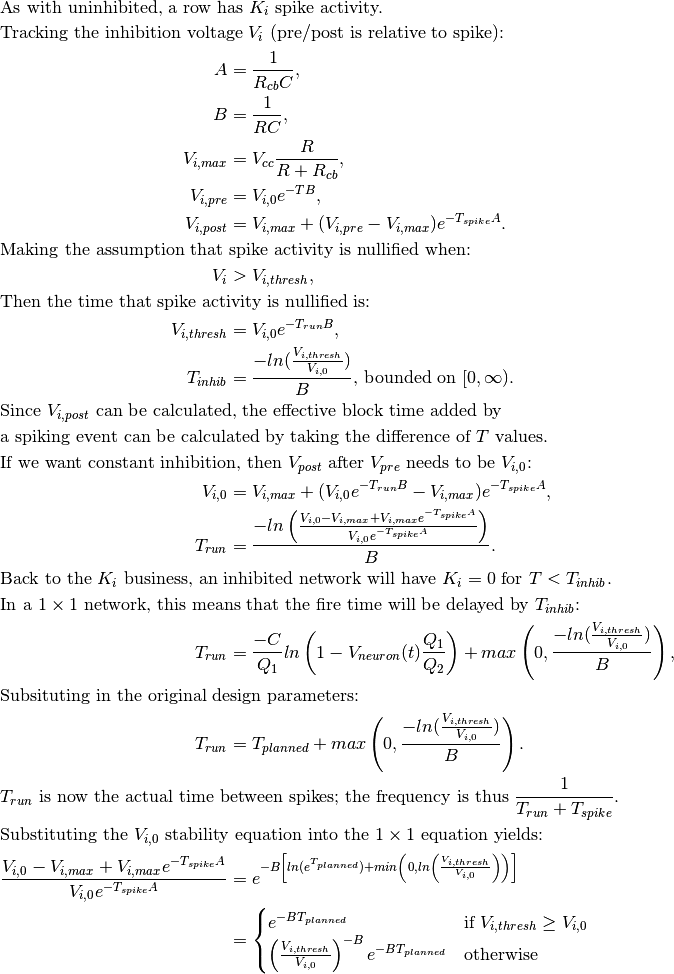 As with uninhibited, a row has $K_i$ spike activity.
Tracking the inhibition voltage $V_i$ (pre/post is relative to spike):
$A = \frac{1}{R_{cb}C},$
$B = \frac{1}{RC},$
$V_{i,max} = V_{cc}\frac{R}{R + R_{cb}},$
$V_{i,pre} = V_{i,0}e^{-TB},$
$V_{i,post} = V_{i,max} + (V_{i,pre} - V_{i,max})e^{-T_{spike}A}.$
Making the assumption that spike activity is nullified when:
$V_i > V_{i,thresh},$
Then the time that spike activity is nullified is:
$V_{i,thresh} = V_{i,0}e^{-T_{run}B},$
$T_{inhib} = \frac{-ln(\frac{V_{i,thresh}}{V_{i,0}})}{B}$, bounded on $[0, \infty)$.
Since $V_{i,post}$ can be calculated, the effective block time added by
a spiking event can be calculated by taking the difference of $T$ values.
If we want constant inhibition, then $V_{post}$ after $V_{pre}$ needs to be $V_{i,0}$:
$V_{i,0} = V_{i,max} + (V_{i,0}e^{-T_{run}B} - V_{i,max})e^{-T_{spike}A},$
$T_{run} = \frac{-ln\left(\frac{V_{i,0} - V_{i,max} + V_{i,max}e^{-T_{spike}A}}{V_{i,0}e^{-T_{spike}A}}\right)}{B}.$
Back to the $K_i$ business, an inhibited network will have $K_i = 0$ for $T < T_{inhib}$.
In a $1 \times 1$ network, this means that the fire time will be delayed by $T_{inhib}$:
$T_{run} = \frac{-C}{Q_1}ln\left(1 - V_{neuron}(t)\frac{Q_1}{Q_2}\right) + max\left(0, \frac{-ln(\frac{V_{i,thresh}}{V_{i,0}})}{B}\right),$
Subsituting in the original design parameters:
$T_{run} = T_{planned} + max\left(0, \frac{-ln(\frac{V_{i,thresh}}{V_{i,0}})}{B}\right).$
$T_{run}$ is now the actual time between spikes; the frequency is thus $\frac{1}{T_{run} + T_{spike}}$.
Substituting the $V_{i,0}$ stability equation into the $1 \times 1$ equation yields:
$\frac{V_{i,0} - V_{i,max} + V_{i,max}e^{-T_{spike}A}}{V_{i,0}e^{-T_{spike}A}} = e^{-B\left[ln(e^{T_{planned}}) + min\left(0, ln\left(\frac{V_{i,thresh}}{V_{i,0}}\right)\right)\right]}$
$= \begin{cases} e^{-BT_{planned}} & \text{if } V_{i,thresh} \geq V_{i,0} \\ \left(\frac{V_{i,thresh}}{V_{i,0}}\right)^{-B} e^{-BT_{planned}} & \text{otherwise} \end{cases}$